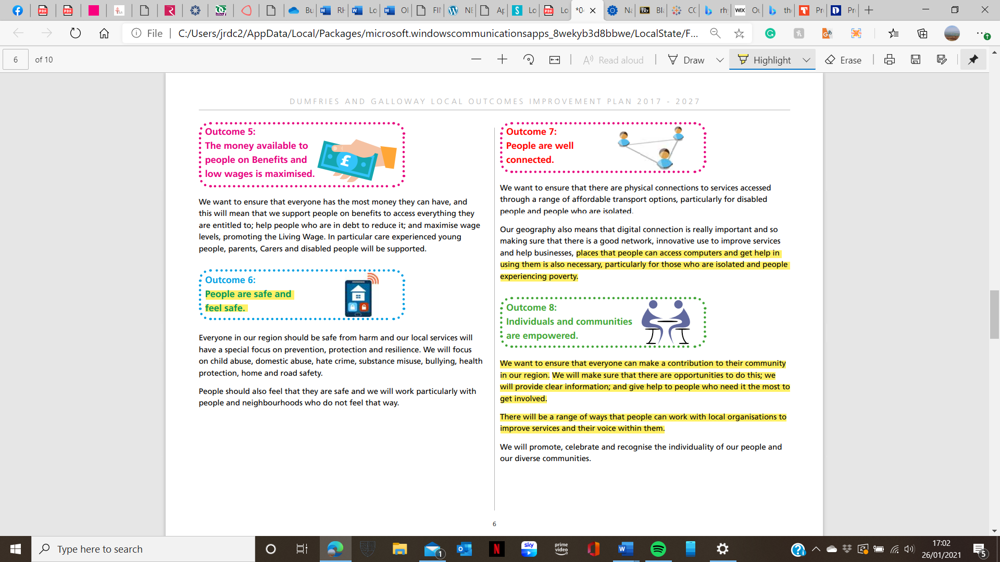 Bu
RH
Lo
Ol
FII
NE
Ap
S
Lo
Lo
*0
Na
Bb
Bl
CC
rh
WIX
Ou
th
Pr
Pr
File
C:/Users/jrdc2/AppData/Local/Packages/microsoft.windowscommunicationsapps_8wekyb3d8bbwe/LocalState/F...
6 of 10
Read aloud
Draw
Highlight
Erase
DUMFRIES AND GALLOWAY LOCAL OUTCOMES IMPROVEMENT PLAN 2017 - 2027
Outcome 5:
The money available to
people on Benefits and
low wages is maximised.
£
We want to ensure that everyone has the most money they can have, and
this will mean that we support people on benefits to access everything they
are entitled to; help people who are in debt to reduce it; and maximise wage
levels, promoting the Living Wage. In particular care experienced young
people, parents, Carers and disabled people will be supported.
Outcome 6:
People are safe and
feel safe.
Everyone in our region should be safe from harm and our local services will
have a special focus on prevention, protection and resilience. We will focus
on child abuse, domestic abuse, hate crime, substance misuse, bullying, health
protection, home and road safety.
People should also feel that they are safe and we will work particularly with
people and neighbourhoods who do not feel that way.
Outcome 7:
People are well
connected.
We want to ensure that there are physical connections to services accessed
through a range of affordable transport options, particularly for disabled
people and people who are isolated.
Our geography also means that digital connection is really important and so
making sure that there is a good network, innovative use to improve services
and help businesses, places that people can access computers and get help in
using them is also necessary, particularly for those who are isolated and people
experiencing poverty.
Outcome 8:
Individuals and communities
are empowered.
We want to ensure that everyone can make a contribution to their community
in our region. We will make sure that there are opportunities to do this; we
will provide clear information; and give help to people who need it the most to
get involved.
There will be a range of ways that people can work with local organisations to
improve services and their voice within them.
We will promote, celebrate and recognise the individuality of our people and
our diverse communities.
6
Type here to search
1
N
sky
prime
video
17:02
26/01/2021
5